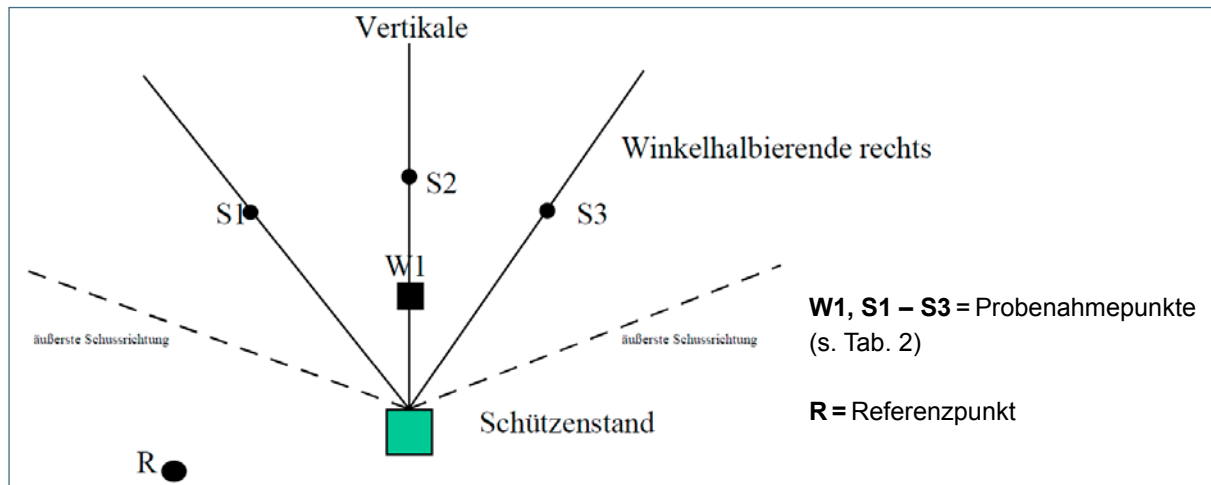 Vertikale
Winkelhalbierende rechts
S2
S1
S3
W1
äußerste Schussrichtung
äußerste Schussrichtung
W1, S1 – S3 = Probenahmepunkte
(s. Tab. 2)
Schützenstand
R = Referenzpunkt
R